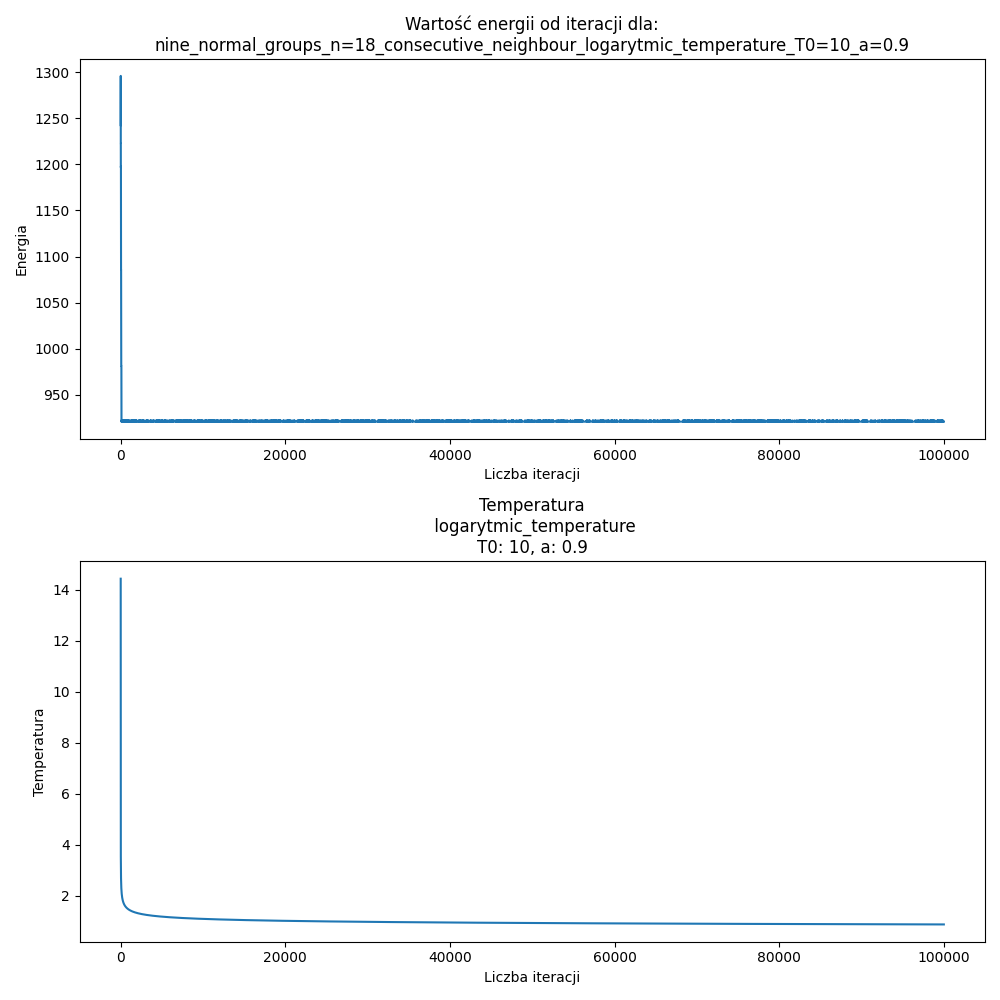 Wartość energii od iteracji dla:
nine_normal_groups_n=18_consecutive_neighbour_logarytmic_temperature_T0=10_a=0.9
1300
1250
1200
1150
1100
1050
1000
950
Energia
0 20000 40000 60000 80000 100000
Liczba iteracji
Temperatura
logarytmic_temperature
T0: 10, a: 0.9
14
12
10
8
6
4
2
Temperatura
0 20000 40000 60000 80000 100000
Liczba iteracji